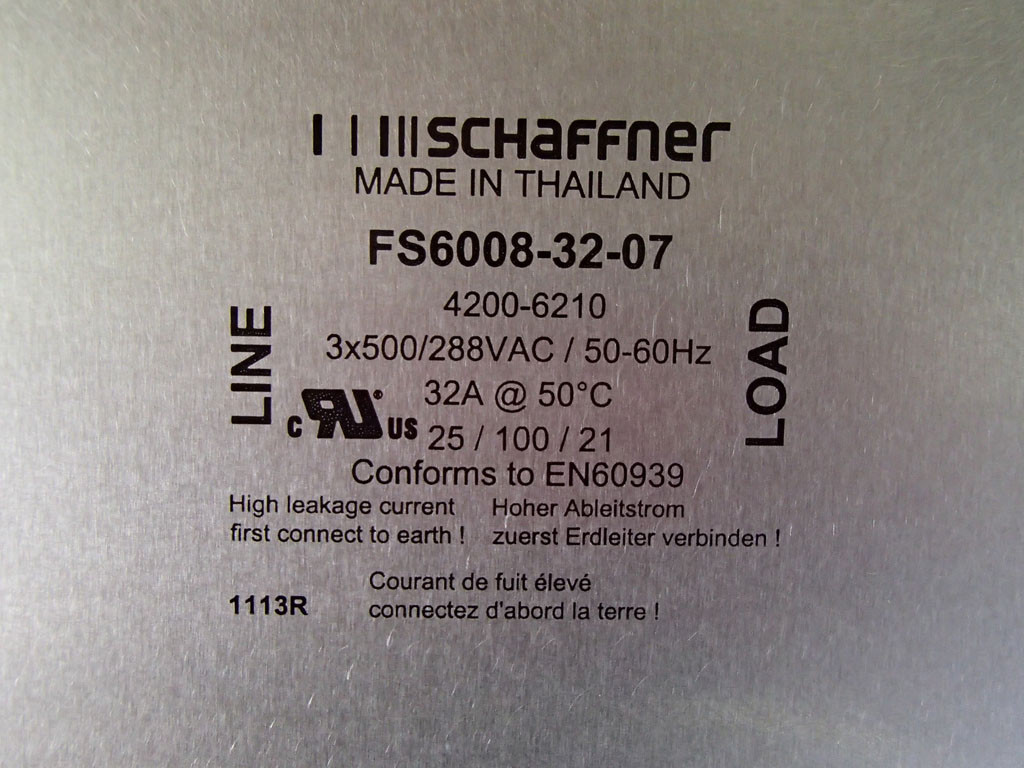 SCHAFFNER
MADE IN THAILAND
FS6008-32-07
4200-6210
LINE
3x500/288VAC / 50-60Hz
LOAD
32A @ 50°C
c RU ® US
25 / 100 / 21
Conforms to EN60939
High leakage current
first connect to earth !
Hoher Ableitstrom
zuerst Erdleiter verbinden !
1113R
Courant de fuit élevé
connectez d'abord la terre !